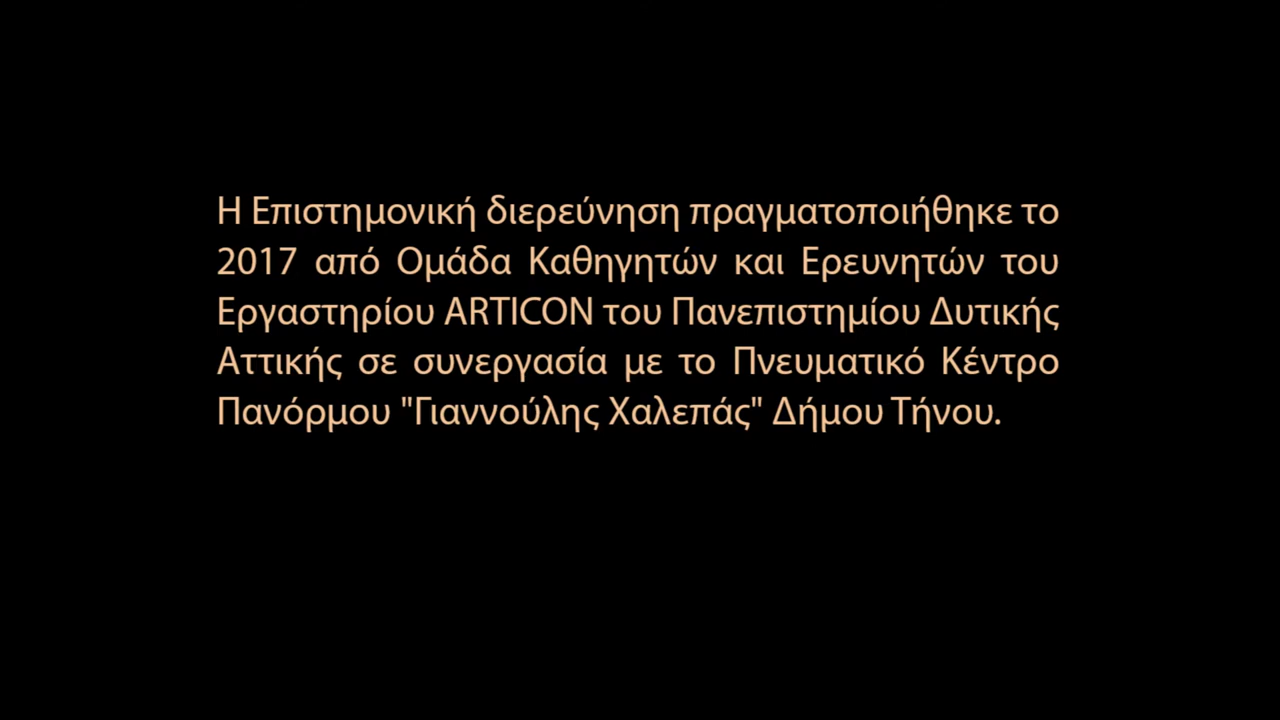 Η Επιστημονική διερεύνηση πραγματοποιήθηκε το
2017 από Ομάδα Καθηγητών και Ερευνητών του
Εργαστηρίου ARTICON του Πανεπιστημίου Δυτικής
Αττικής σε συνεργασία με το Πνευματικό Κέντρο
Πανόρμου "Γιαννούλης Χαλεπάς" Δήμου Τήνου.